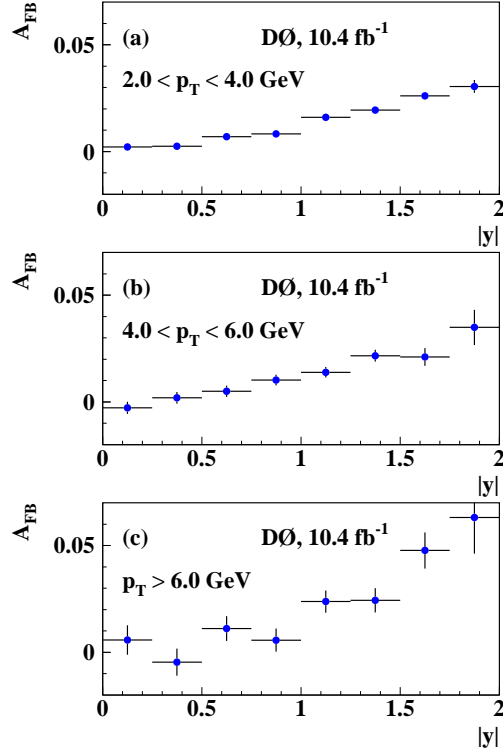 A_FB
0.05
(a)
DØ, 10.4 fb⁻¹
2.0 < p_T < 4.0 GeV
0
0 0.5 1 1.5 2
|y|
A_FB
0.05
(b)
DØ, 10.4 fb⁻¹
4.0 < p_T < 6.0 GeV
0
0 0.5 1 1.5 2
|y|
A_FB
0.05
(c)
DØ, 10.4 fb⁻¹
p_T > 6.0 GeV
0
0 0.5 1 1.5 2
|y|